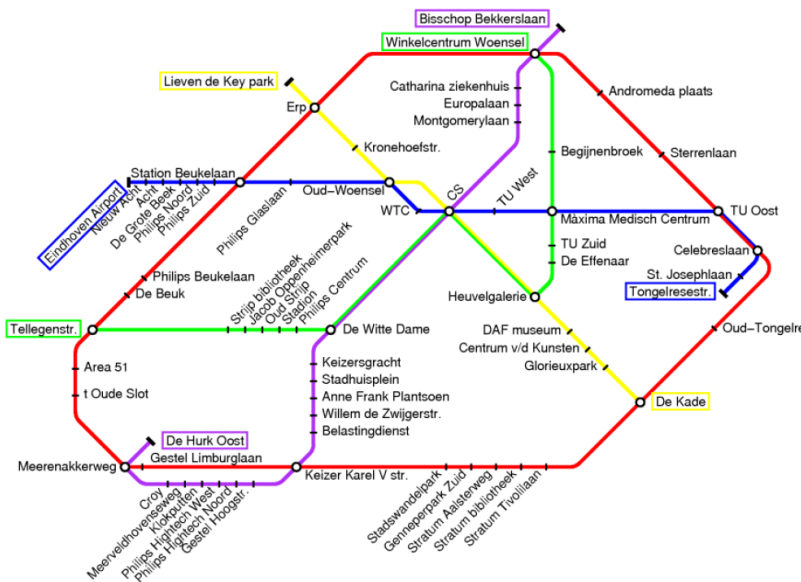 Bisschop Bekkerslaan
Winkelcentrum Woensel
Lieven de Key park
Catharina ziekenhuis
Europalaan
Montgomerylaan
Andromeda plaats
Erp
Kronehoefstr.
Begijnenbroek
Sterrenlaan
Station Beukelaan
Oud-Woensel
CS
TU West
Eindhoven Airport
Nieuw Acht
Acht
De Grote Beek
Philips Noord
Philips Zuid
Philips Glaslaan
WTC
Màxima Medisch Centrum
TU Oost
TU Zuid
De Effenaar
Celebreslaan
St. Josephlaan
Tongelresestr.
Philips Beukelaan
De Beuk
Heuvelgalerie
Tellegenstr.
Strijp bibliotheek
Jacob Oppenheimerpark
Oud Strijp
Stadion
Philips Centrum
De Witte Dame
DAF museum
Oud-Tongelre
Centrum v/d Kunsten
Glorieuxpark
Area 51
t Oude Slot
Keizersgracht
Stadhuisplein
Anne Frank Plantsoen
Willem de Zwijgerstr.
Belastingdienst
De Kade
De Hurk Oost
Meerenakkerweg
Gestel Limburglaan
Keizer Karel V str.
Croy
Meerveldhovenseweg
Klokputten
Philips Hightech West
Philips Hightech Noord
Gestel Hoogstr.
Stadswandelpark
Genneperpark Zuid
Stratum Aalsterweg
Stratum bibliotheek
Stratum Tivolilaan